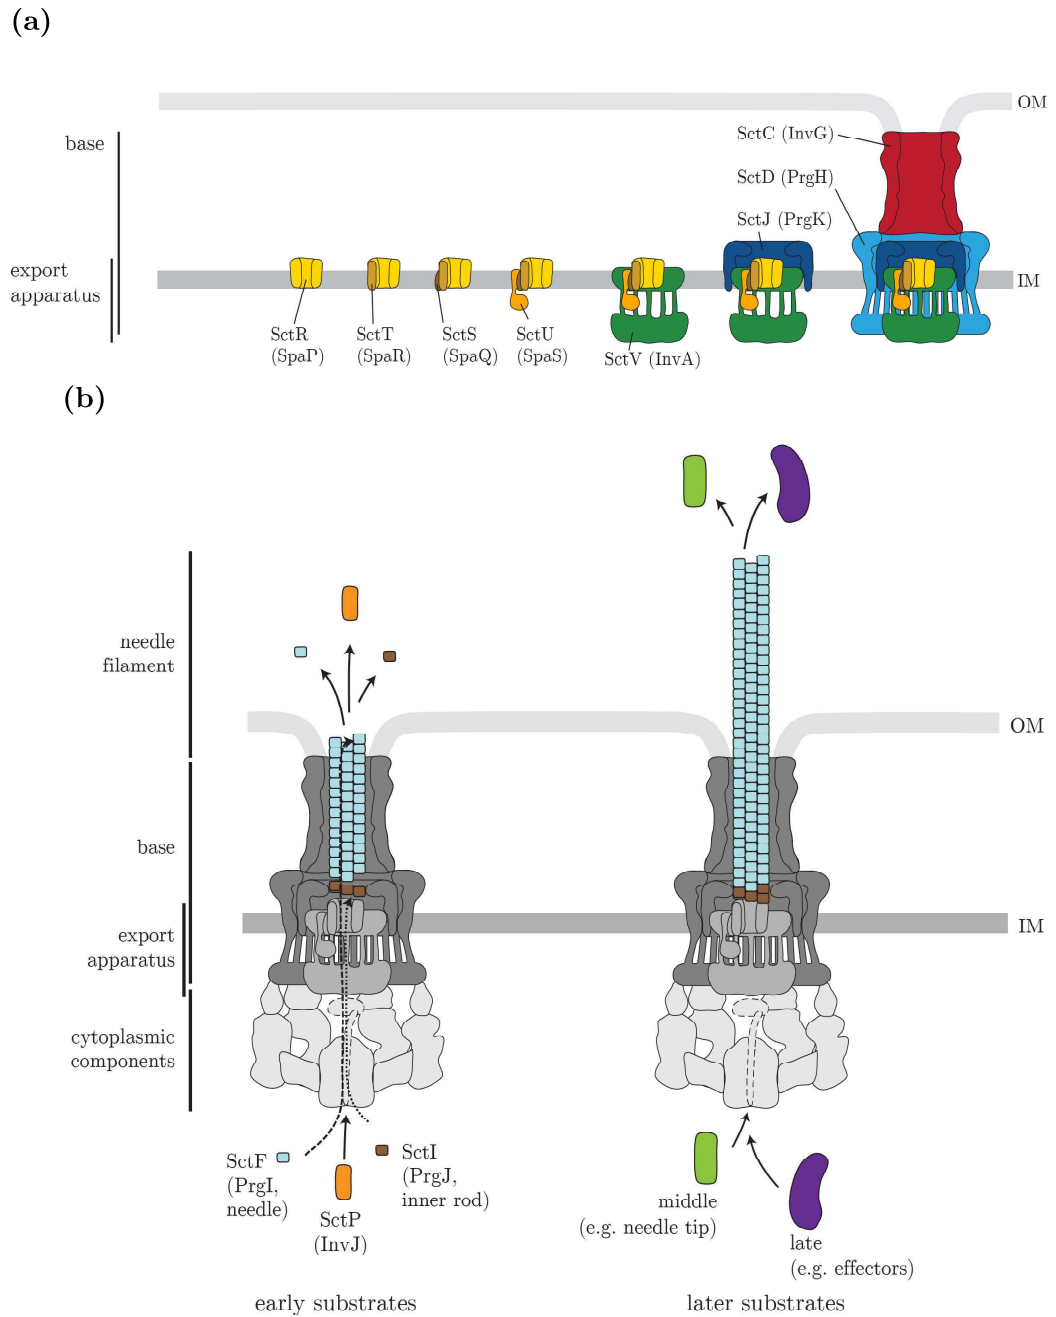 (a)
OM
base
SctC (InvG)
SctD (PrgH)
SctJ (PrgK)
export
apparatus
IM
SctR
(SpaP)
SctT
(SpaR)
SctS
(SpaQ)
SctU
(SpaS)
SctV (InvA)
(b)
needle
filament
OM
base
export
apparatus
IM
cytoplasmic
components
SctF
(PrgI,
needle)
SctP
(InvJ)
SctI
(PrgJ,
inner rod)
middle
(e.g. needle tip)
late
(e.g. effectors)
early substrates
later substrates